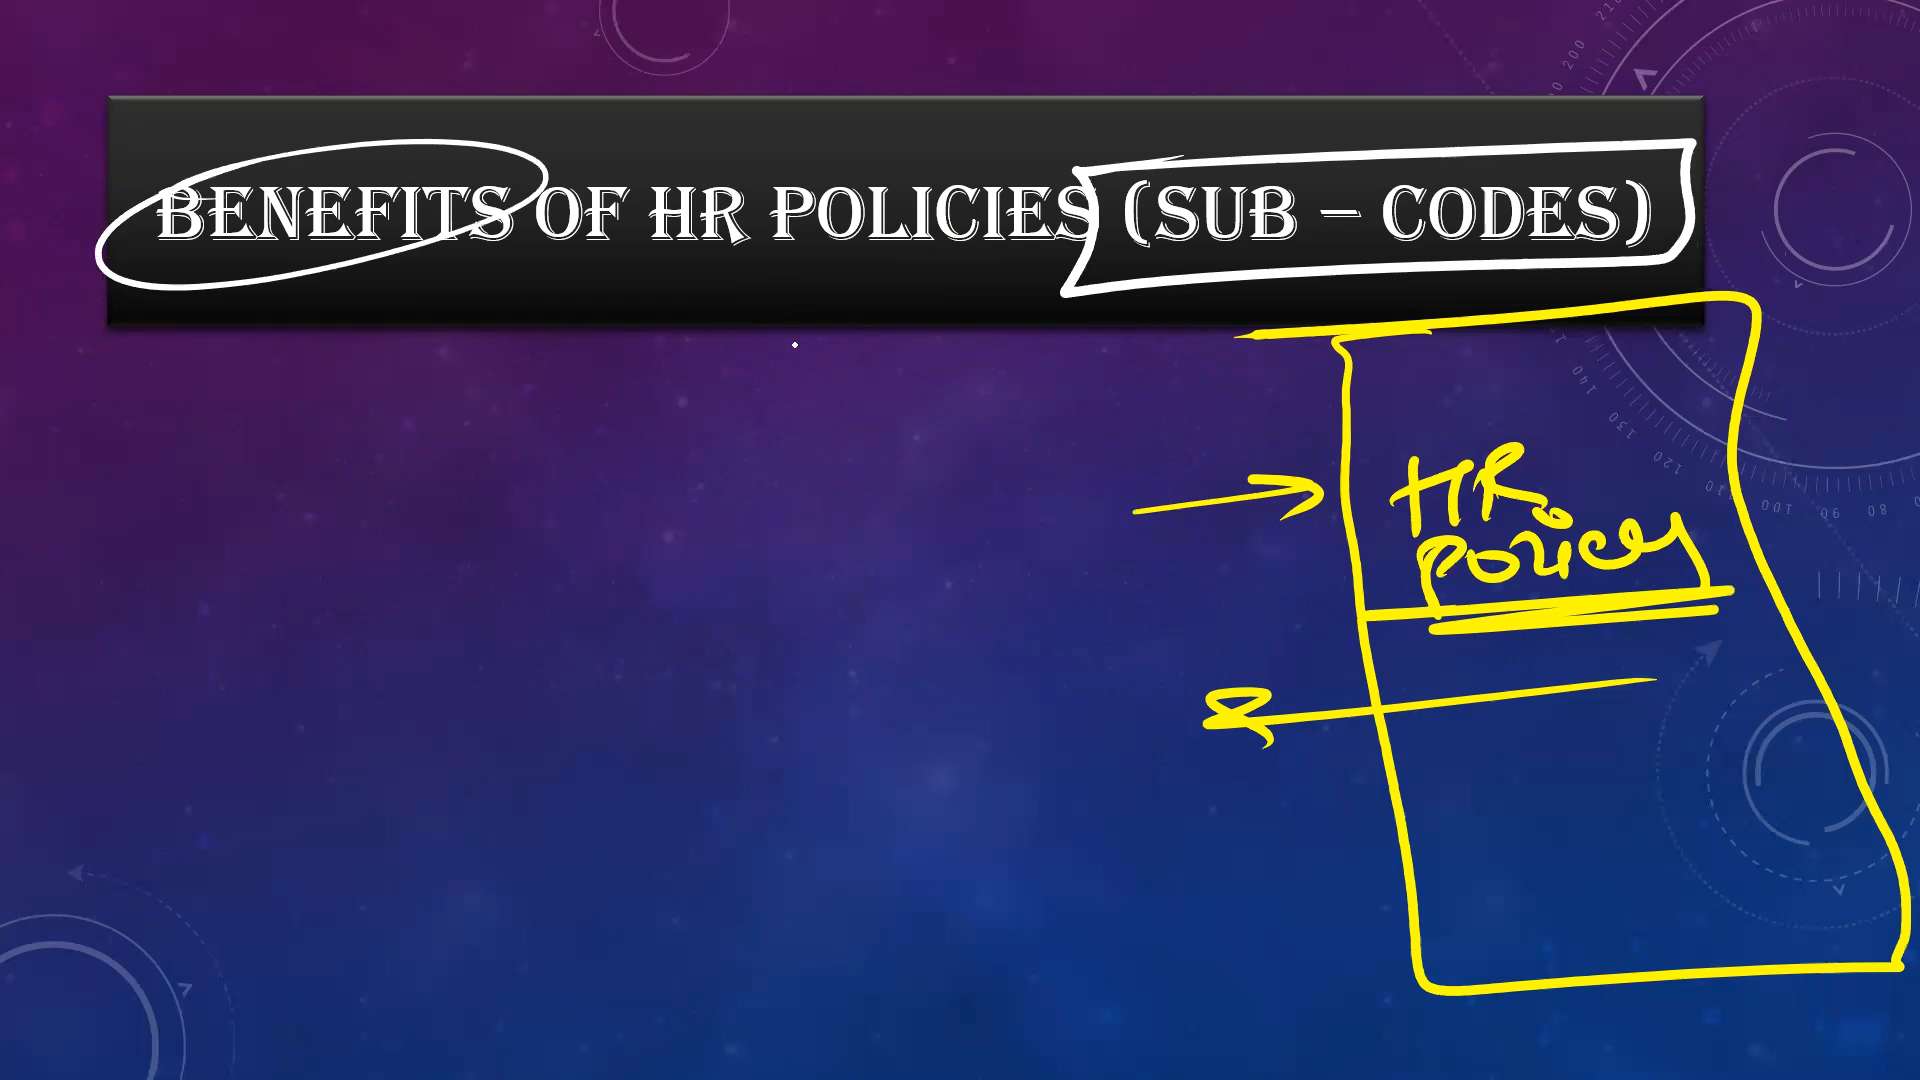 BENEFITS OF HR POLICIES (SUB – CODES)
HR
POLICY